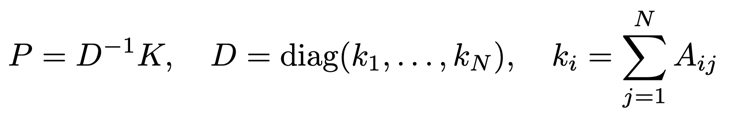 P = D^{-1}K, D = diag(k_1, . . . , k_N), k_i = \sum_{j=1}^{N} A_{ij}